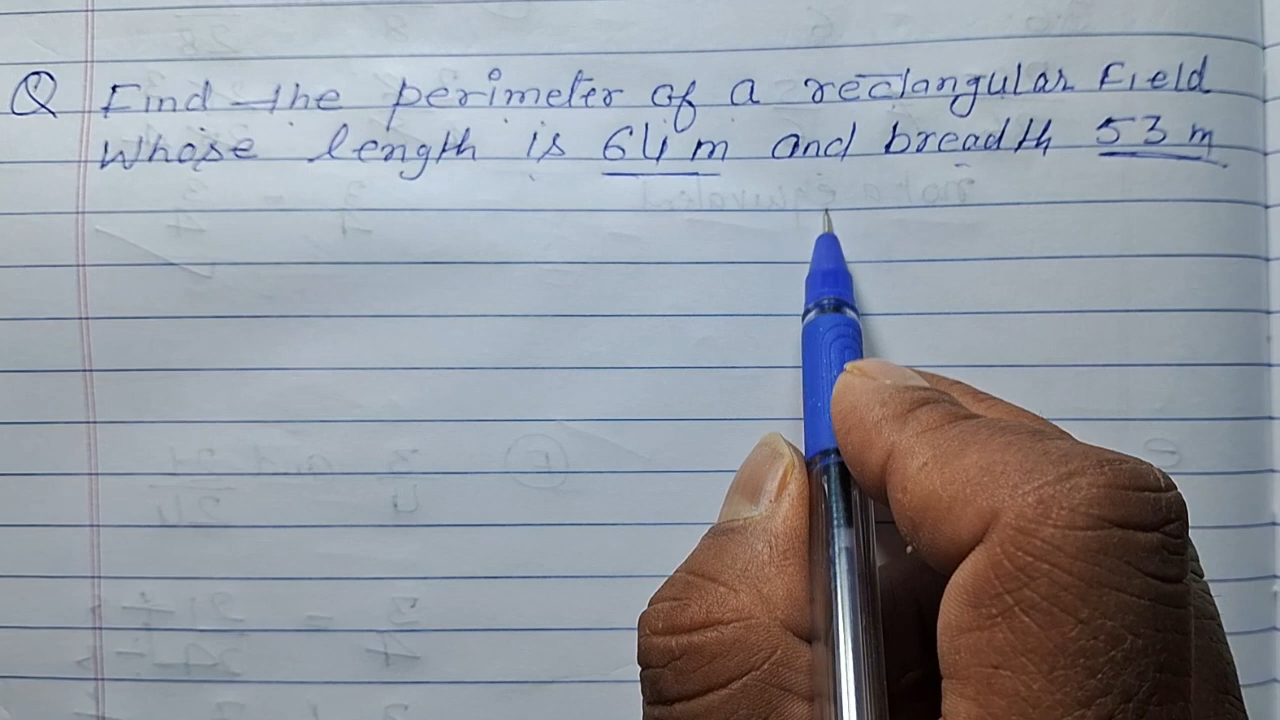 Q Find the perimeter of a rectangular Field
Whose length is 64 m and breadth 53 m